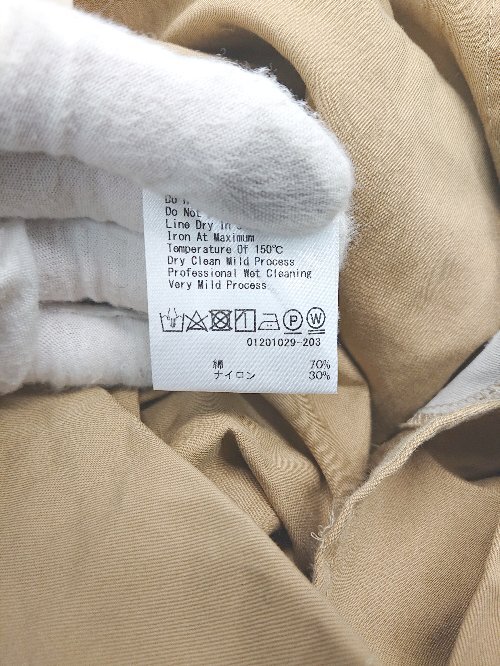 Do Not
Line Dry In
Iron At Maximum
Temperature Of 150℃
Dry Clean Mild Process
Professional Wet Cleaning
Very Mild Process
P W
01201029-203
綿 70%
ナイロン 30%